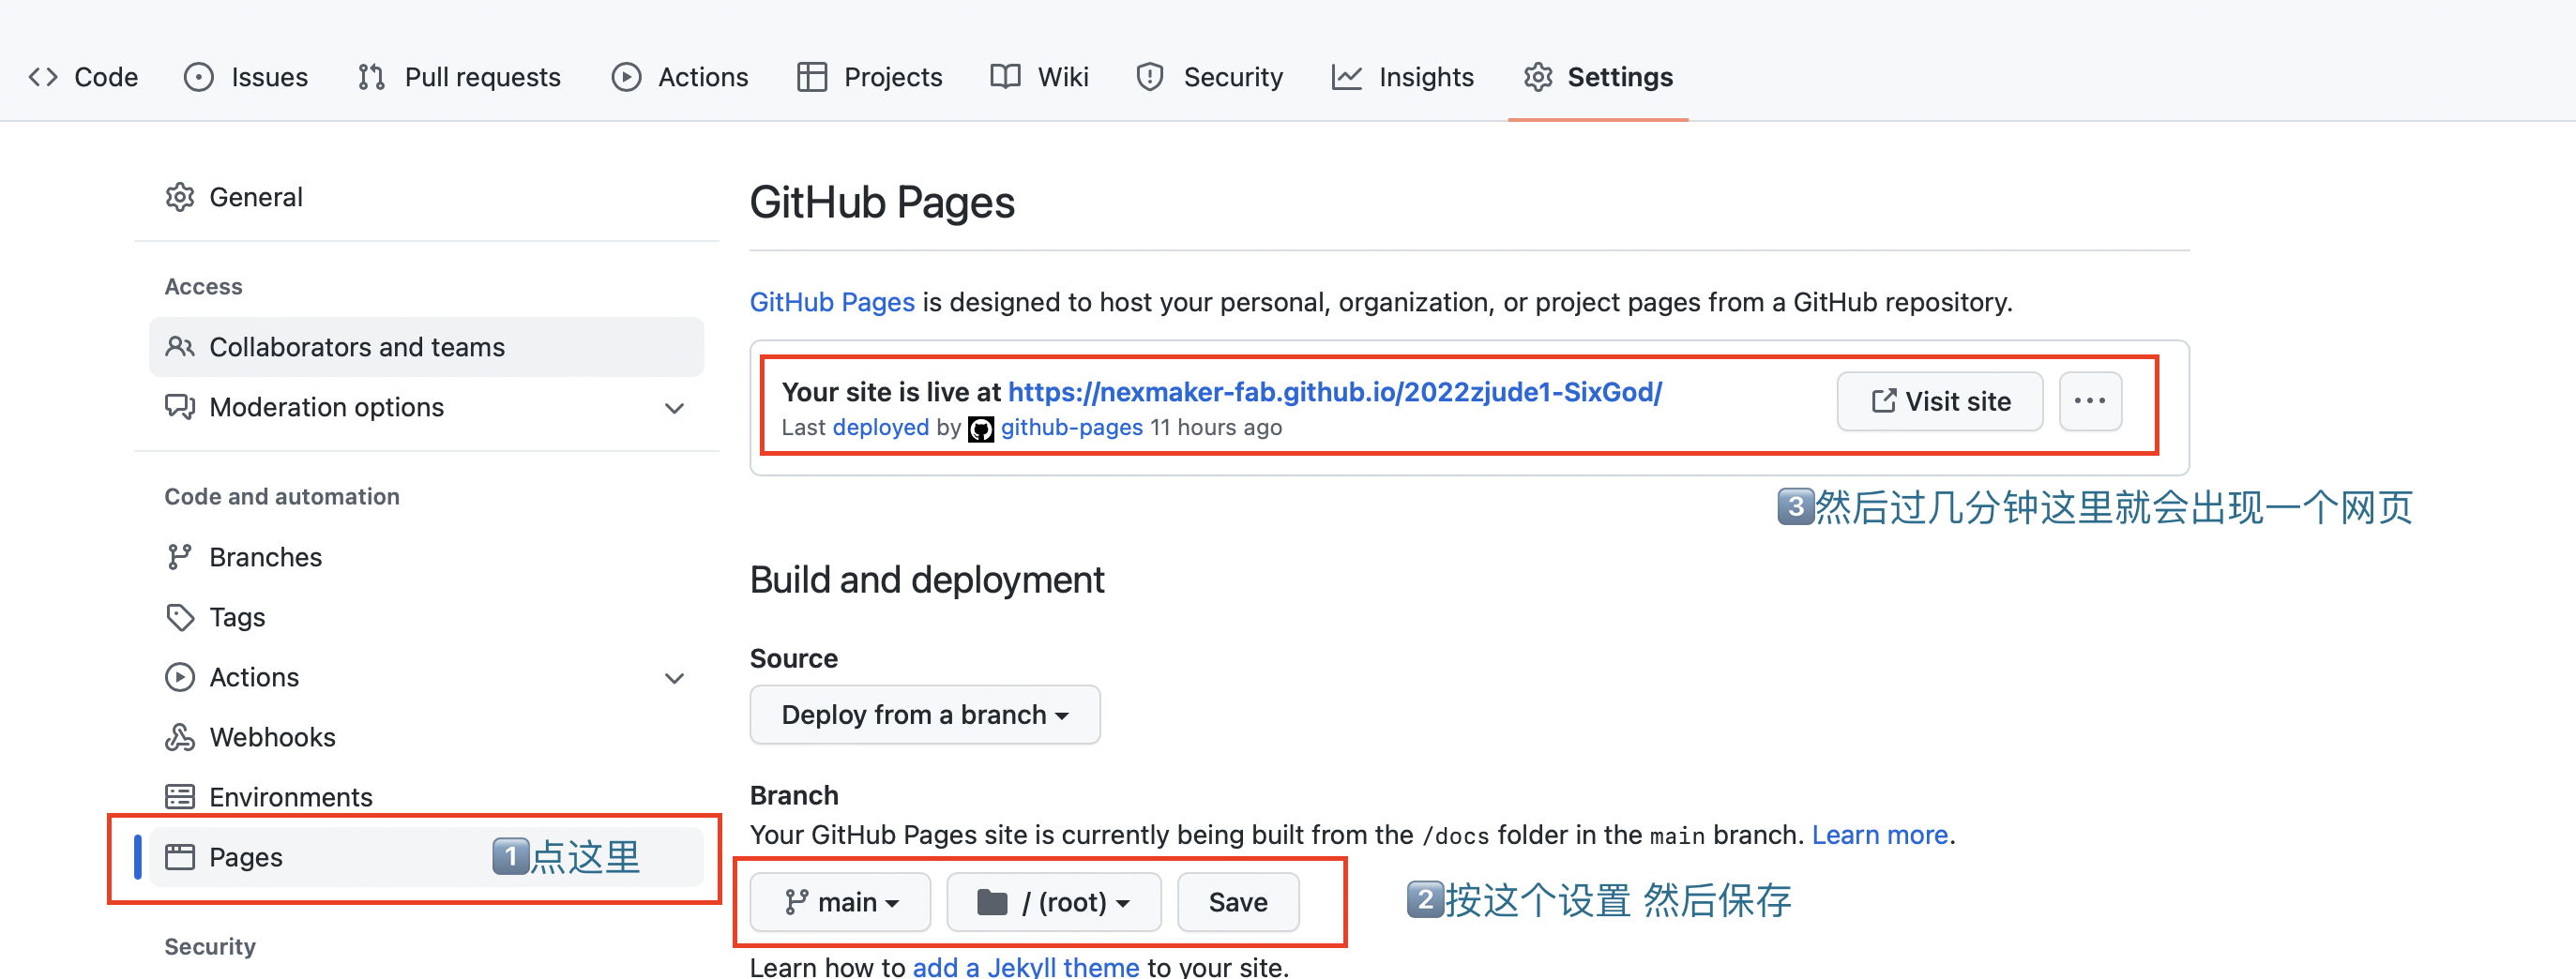 Code Issues Pull requests Actions Projects Wiki Security Insights Settings
General
Access
Collaborators and teams
Moderation options
Code and automation
Branches
Tags
Actions
Webhooks
Environments
Pages 1点这里
Security
GitHub Pages
GitHub Pages is designed to host your personal, organization, or project pages from a GitHub repository.
Your site is live at https://nexmaker-fab.github.io/2022zjude1-SixGod/
Last deployed by github-pages 11 hours ago
Visit site ···
3然后过几分钟这里就会出现一个网页
Build and deployment
Source
Deploy from a branch
Branch
Your GitHub Pages site is currently being built from the /docs folder in the main branch. Learn more.
main / (root) Save
2按这个设置 然后保存
Learn how to add a Jekyll theme to your site.